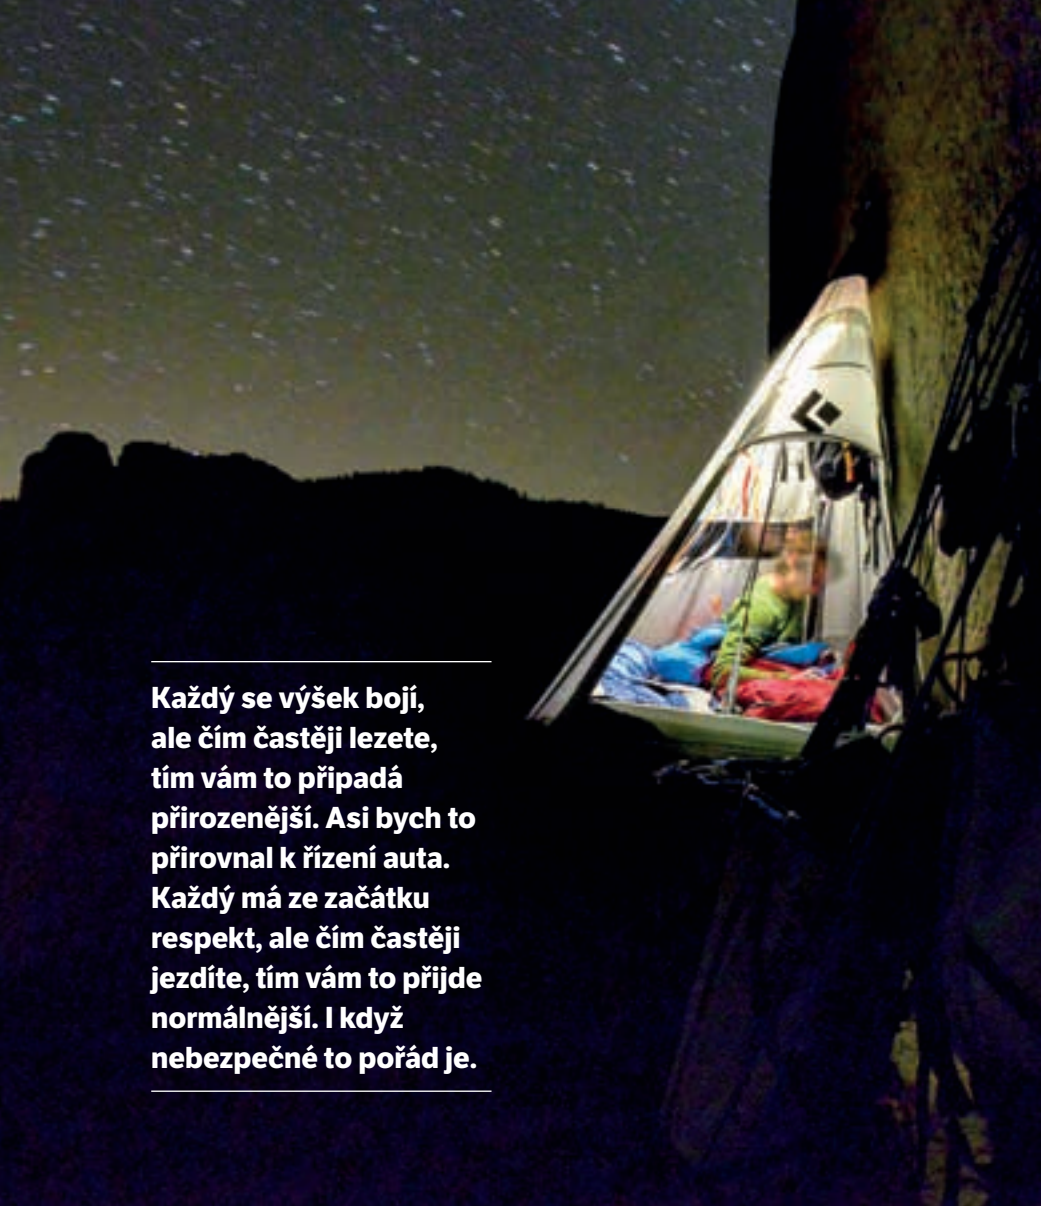 Každý se výšek bojí,
ale čím častěji lezete,
tím vám to připadá
přirozenější. Asi bych to
přirovnal k řízení auta.
Každý má ze začátku
respekt, ale čím častěji
jezdíte, tím vám to přijde
normálnější. I když
nebezpečné to pořád je.